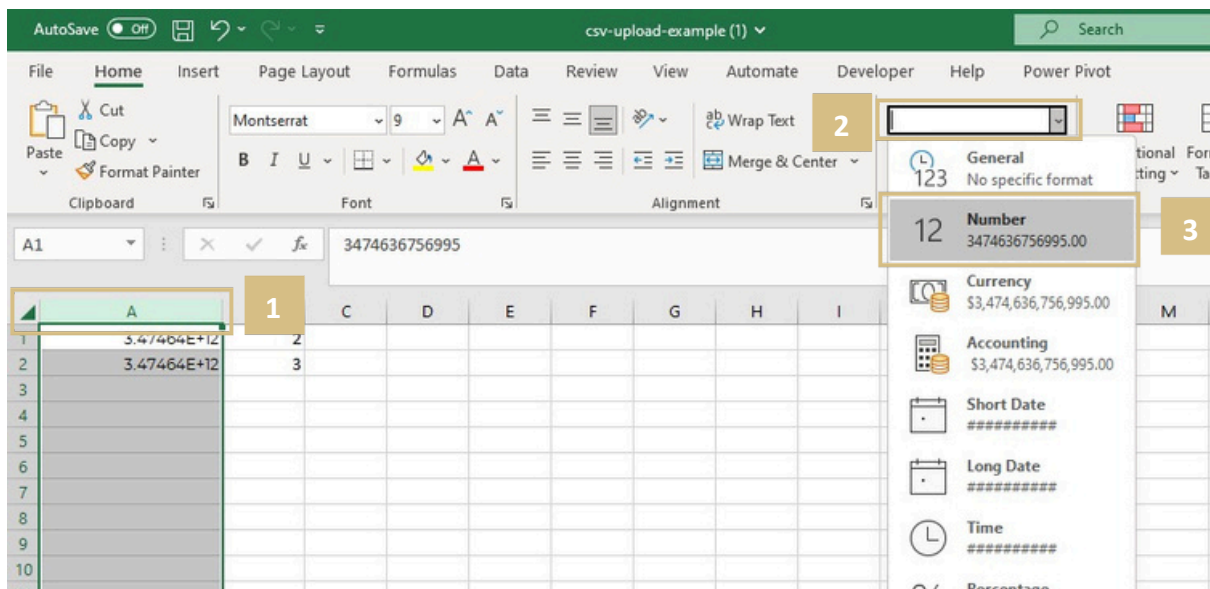 AutoSave Off csv-upload-example (1) Search
File Home Insert Page Layout Formulas Data Review View Automate Developer Help Power Pivot
Cut
Copy
Paste
Format Painter
Clipboard
Montserrat 9 A A
B I U A
Font
ab Wrap Text
Merge & Center
Alignment
2
General
No specific format
123
12
Number
3474636756995.00
3
Currency
$3,474,636,756,995.00
Accounting
$3,474,636,756,995.00
Short Date
##########
Long Date
##########
Time
##########
Percentage
A1 fx 3474636756995
1
A C D E F G H I M
1 3.47464E+12 2
2 3.47464E+12 3
3
4
5
6
7
8
9
10